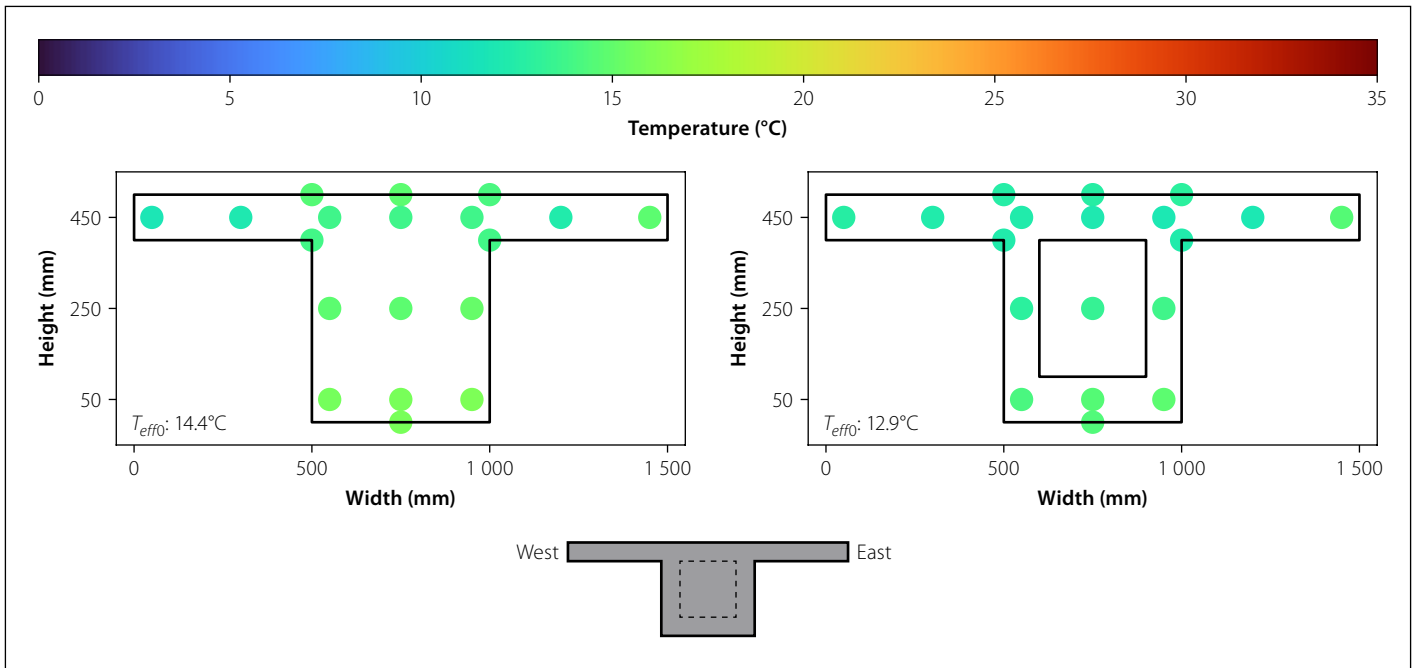 0 5 10 15 20 25 30 35
Temperature (°C)
Height (mm)
450
250
50
T_eff0: 14.4°C
0 500 1 000 1 500
Width (mm)
Height (mm)
450
250
50
T_eff0: 12.9°C
0 500 1 000 1 500
Width (mm)
West East